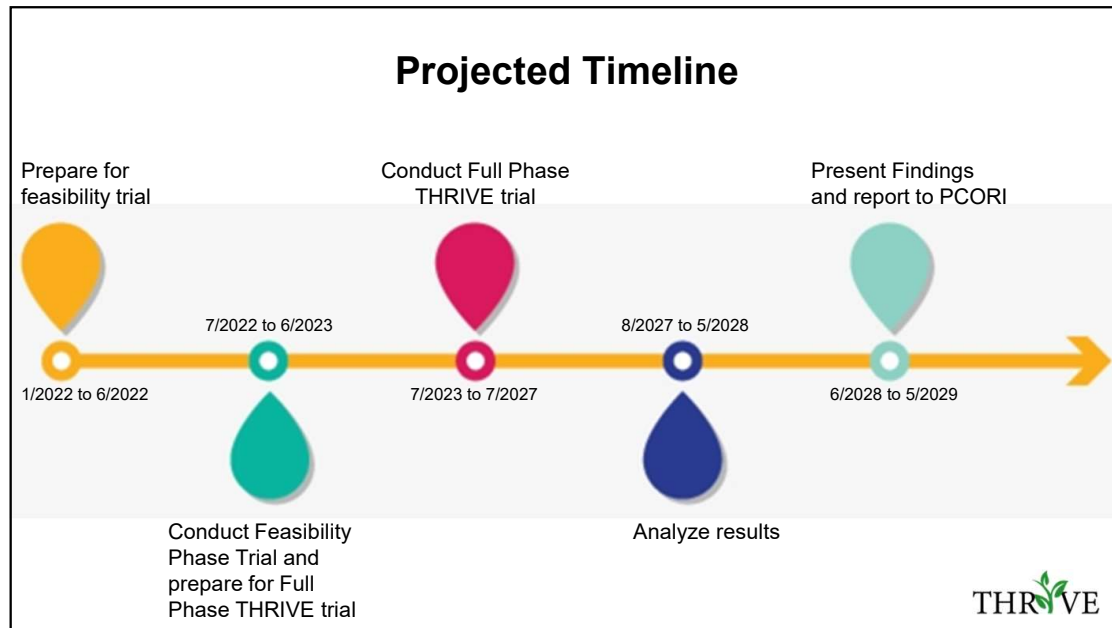 Projected Timeline
Prepare for
feasibility trial
Conduct Full Phase
THRIVE trial
Present Findings
and report to PCORI
7/2022 to 6/2023
8/2027 to 5/2028
1/2022 to 6/2022
7/2023 to 7/2027
6/2028 to 5/2029
Conduct Feasibility
Phase Trial and
prepare for Full
Phase THRIVE trial
Analyze results
THRIVE